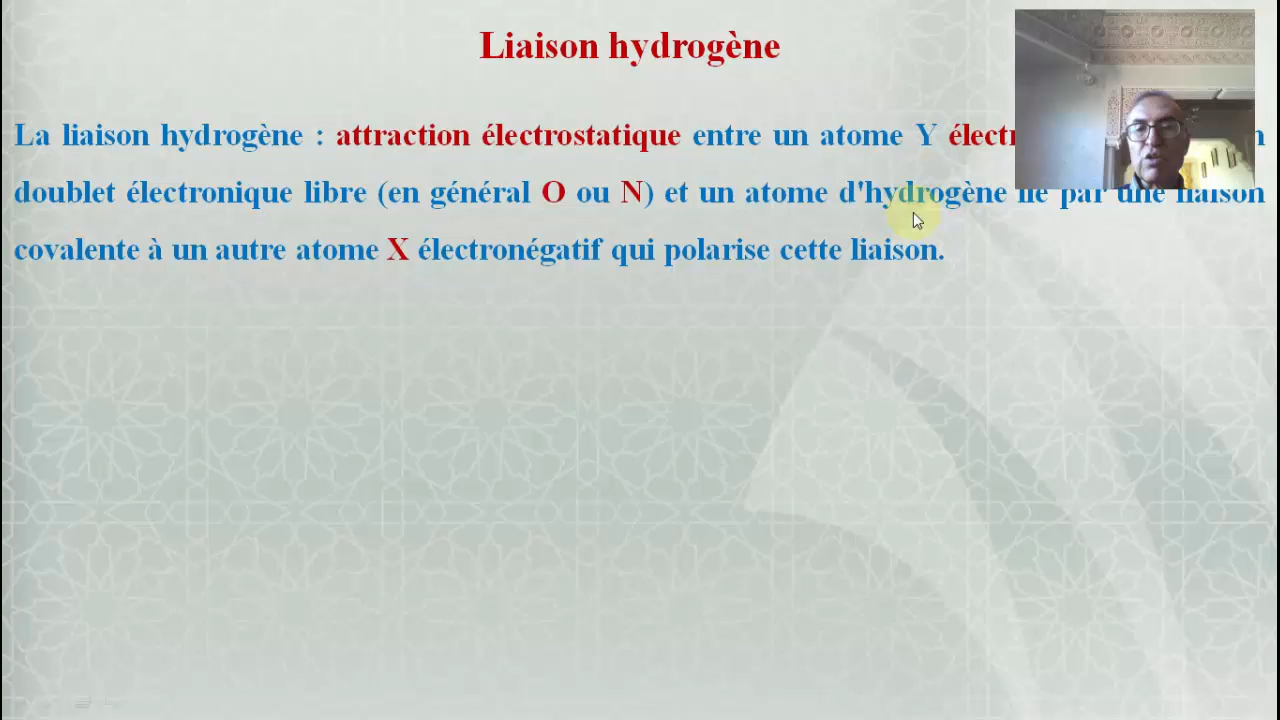 Liaison hydrogène
La liaison hydrogène : attraction électrostatique entre un atome Y
doublet électronique libre (en général O ou N) et un atome d'hydrogène lié par une liaison
covalente à un autre atome X électronégatif qui polarise cette liaison.